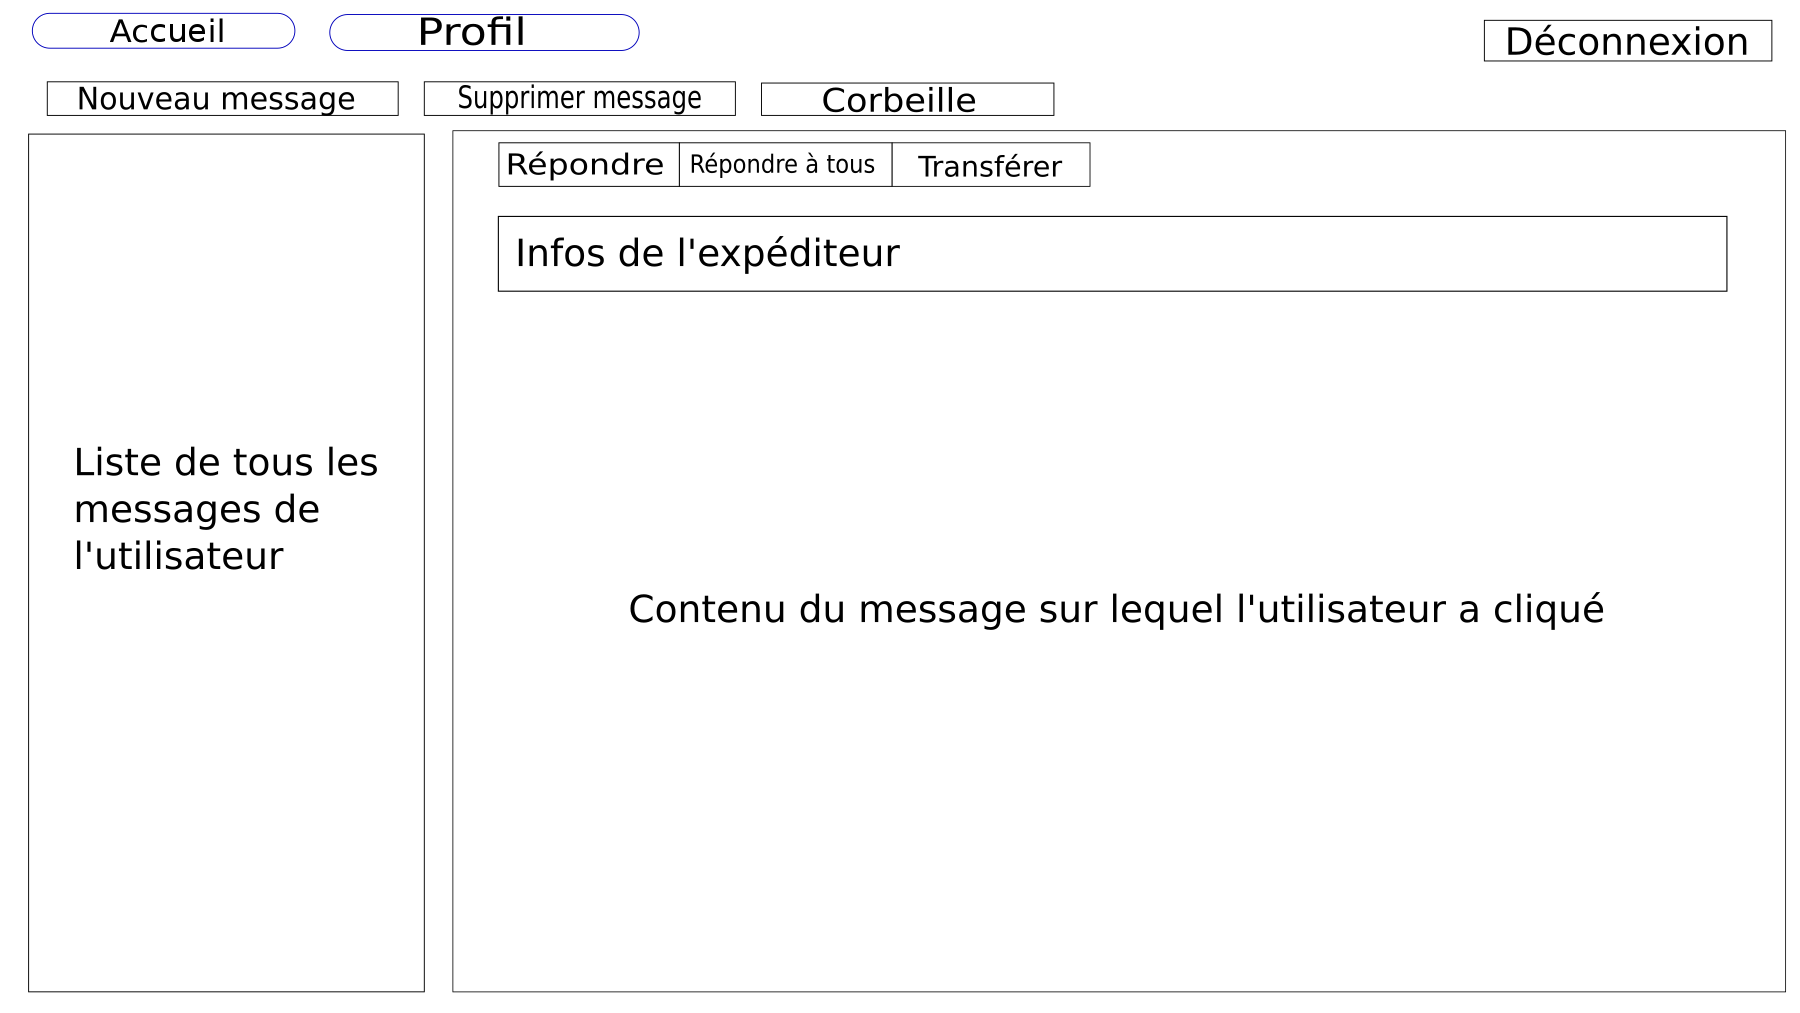 Accueil
Profil
Déconnexion
Nouveau message
Supprimer message
Corbeille
Répondre
Répondre à tous
Transférer
Infos de l'expéditeur
Liste de tous les
messages de
l'utilisateur
Contenu du message sur lequel l'utilisateur a cliqué